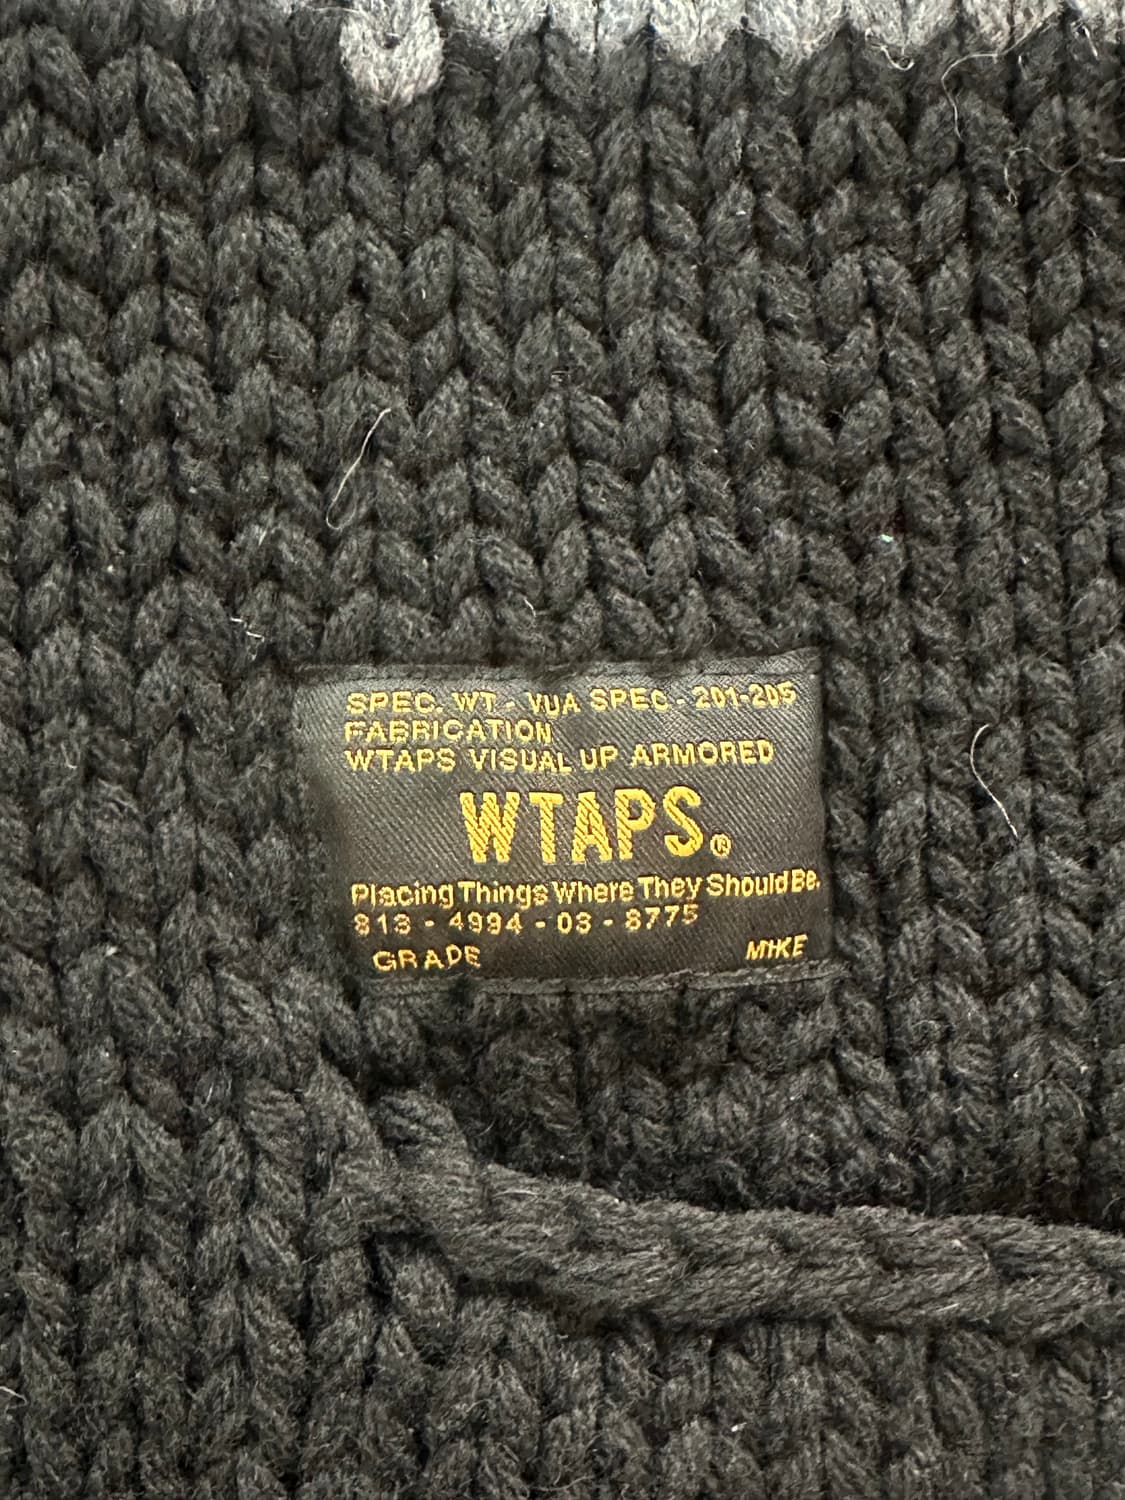 SPEC. WT - VUA SPEC - 201-205
FABRICATION
WTAPS VISUAL UP ARMORED
WTAPS.®
Placing Things Where They Should Be.
813 - 4994 - 03 - 8775
GRADE MIKE